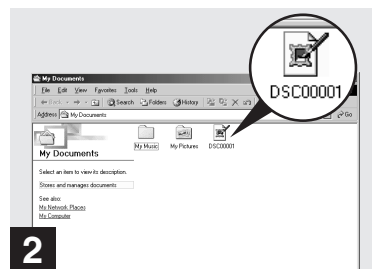 My Documents
File Edit View Favorites Tools Help
Back Search Folders History
Address My Documents Go
DSC00001
My Documents
My Music My Pictures DSC00001
Select an item to view its description.
Stores and manages documents
See also:
My Network Places
My Computer
2